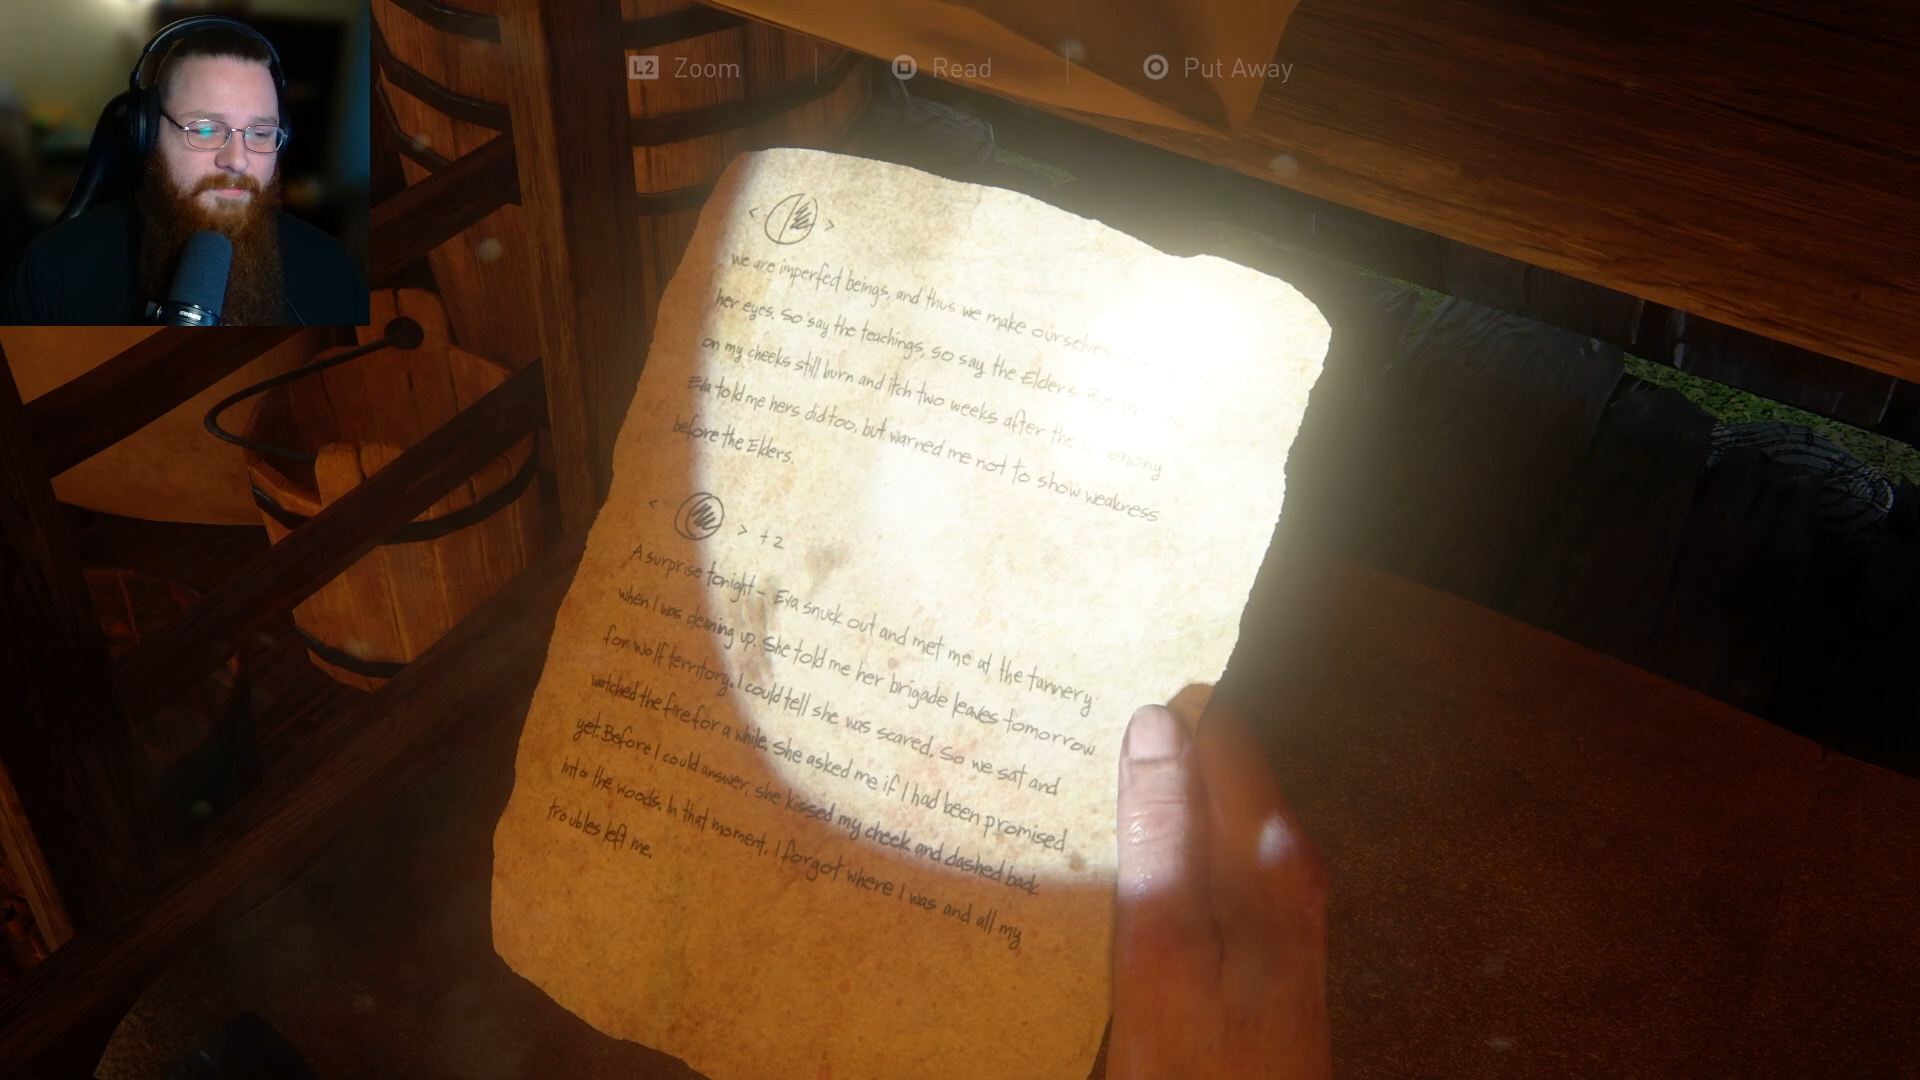 L2 Zoom | Read | Put Away
< >
we are imperfect beings, and thus we make ourselves
her eyes. So say the teachings, so say the Elders.
on my cheeks still burn and itch two weeks after the ceremony
Eva told me hers did too, but warned me not to show weakness
before the Elders.
< > +2
A surprise tonight - Eva snuck out and met me at the tannery
when I was cleaning up. She told me her brigade leaves tomorrow
for wolf territory. I could tell she was scared. So we sat and
watched the fire for a while. She asked me if I had been promised
yet. Before I could answer, she kissed my cheek and dashed back
into the woods. In that moment, I forgot where I was and all my
troubles left me.